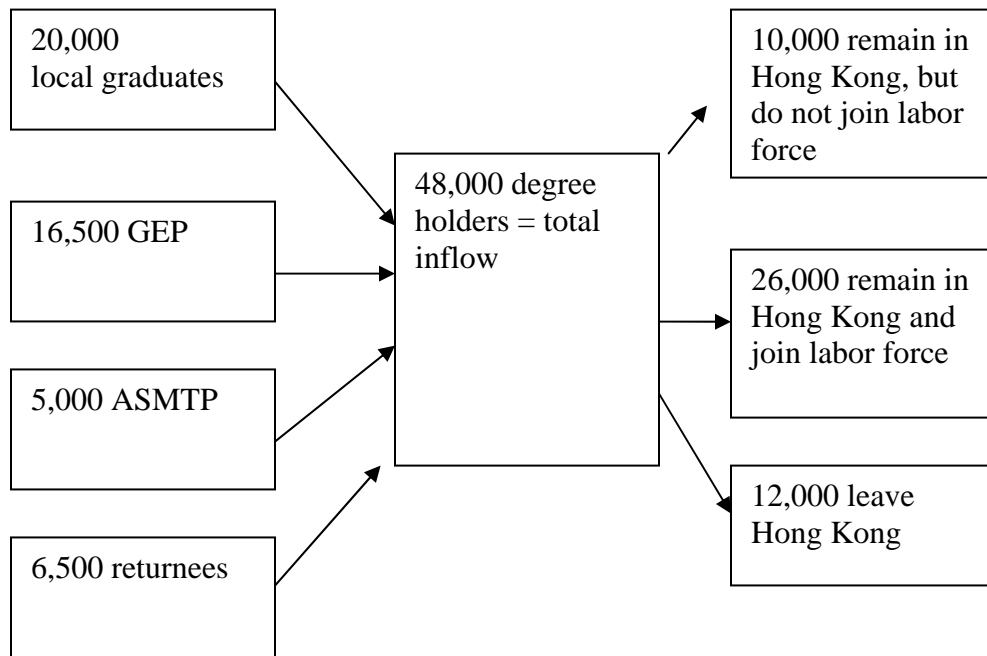 20,000
local graduates
16,500 GEP
5,000 ASMTP
6,500 returnees
48,000 degree
holders = total
inflow
10,000 remain in
Hong Kong, but
do not join labor
force
26,000 remain in
Hong Kong and
join labor force
12,000 leave
Hong Kong